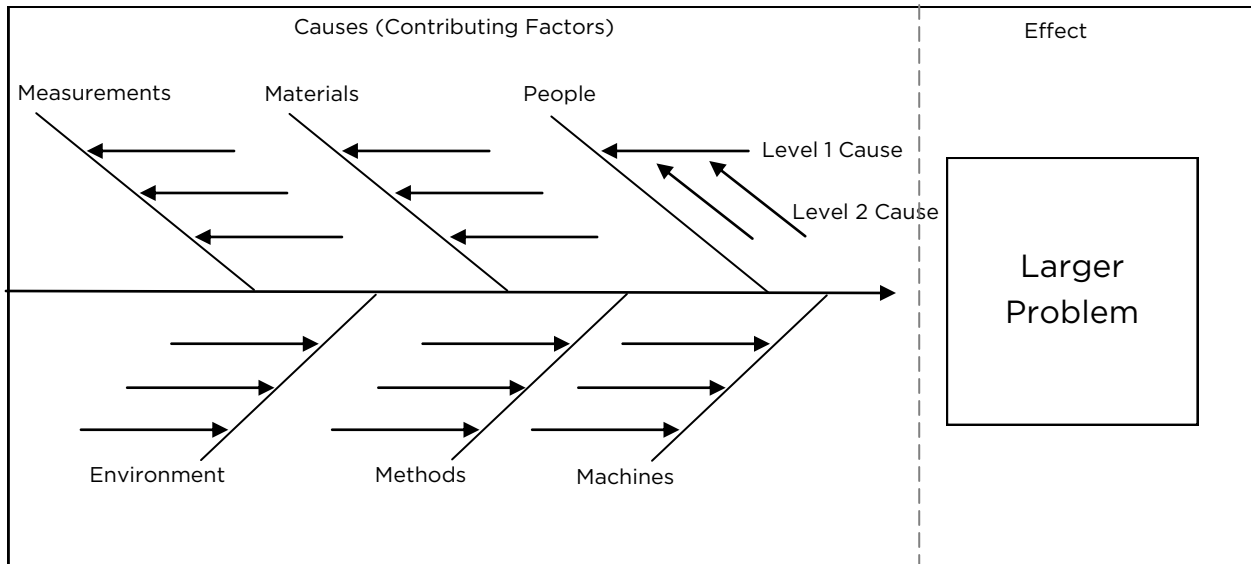 Causes (Contributing Factors)
Effect
Measurements
Materials
People
Level 1 Cause
Level 2 Cause
Larger
Problem
Environment
Methods
Machines